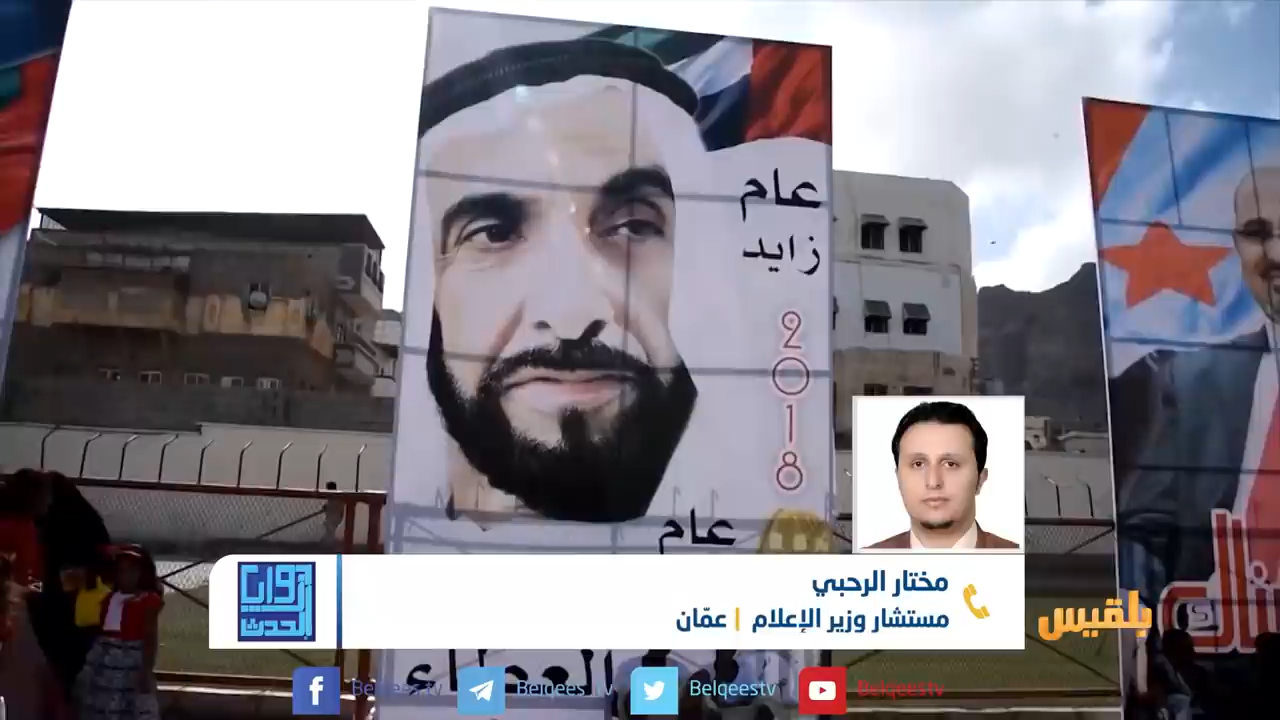 عام
زايد
2018
عام
مختار الرحبي
مستشار وزير الإعلام | عمّان
بلقيس
زوايا
الحدث
Belqees tv
Belqees tv
Belqeestv
Belqeestv